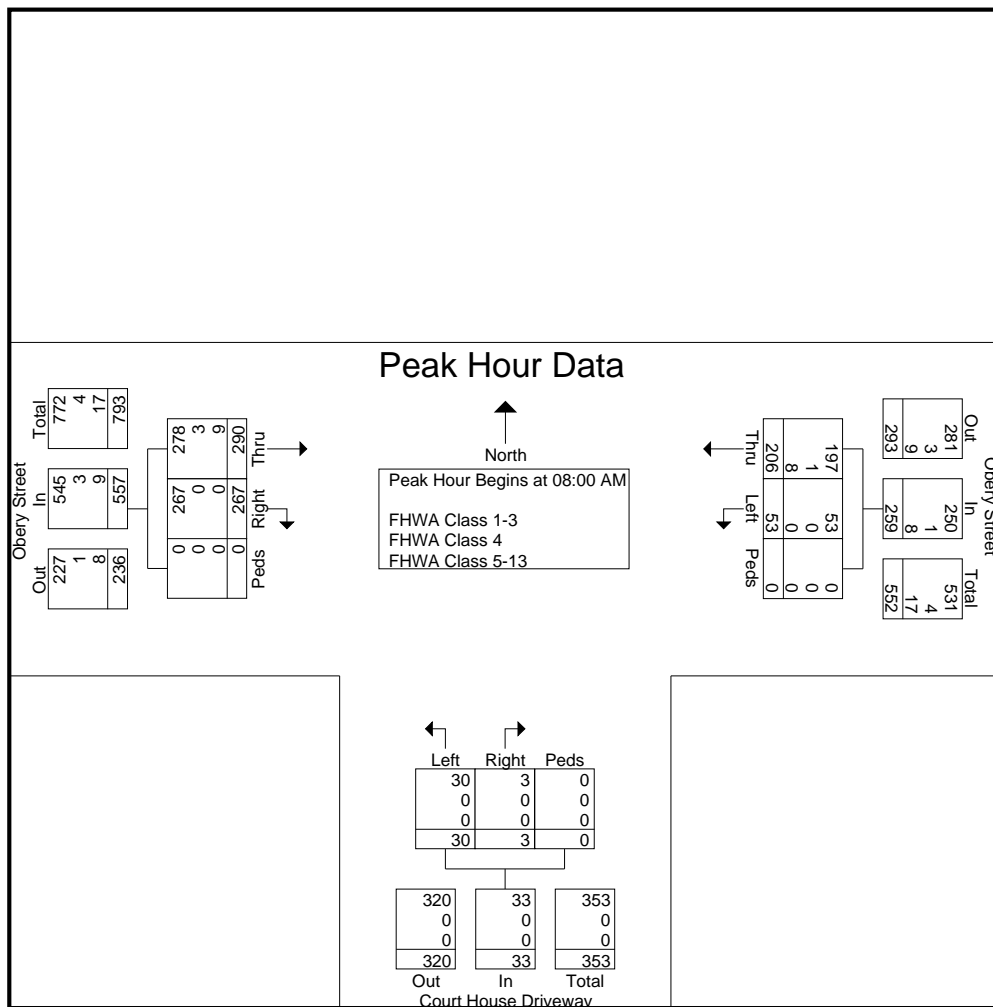 Peak Hour Data
North
Peak Hour Begins at 08:00 AM
FHWA Class 1-3
FHWA Class 4
FHWA Class 5-13
Obery Street
Out In Total
227 545 772
1 3 4
8 9 17
236 557 793
Peds Right Thru
0 267 278
0 0 3
0 0 9
0 267 290
Obery Street
Out In Total
281 250 531
3 1 4
9 8 17
293 259 552
Thru Left Peds
197 53 0
1 0 0
8 0 0
206 53 0
Left Right Peds
30 3 0
0 0 0
0 0 0
30 3 0
320 33 353
0 0 0
0 0 0
320 33 353
Out In Total
Court House Driveway